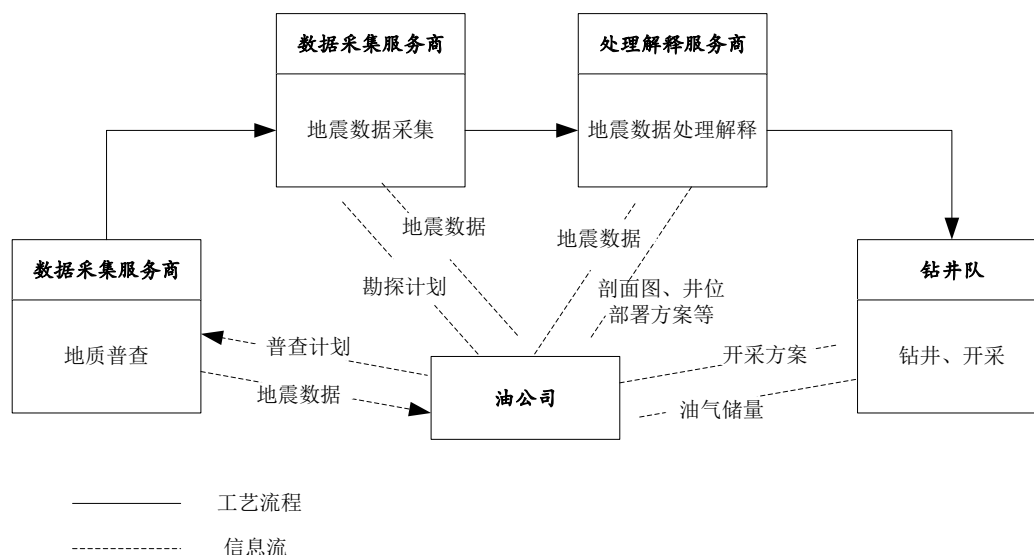 数据采集服务商
地震数据采集
处理解释服务商
地震数据处理解释
数据采集服务商
地质普查
钻井队
钻井、开采
油公司
地震数据
勘探计划
地震数据
剖面图、井位
部署方案等
普查计划
地震数据
开采方案
油气储量
工艺流程
信息流